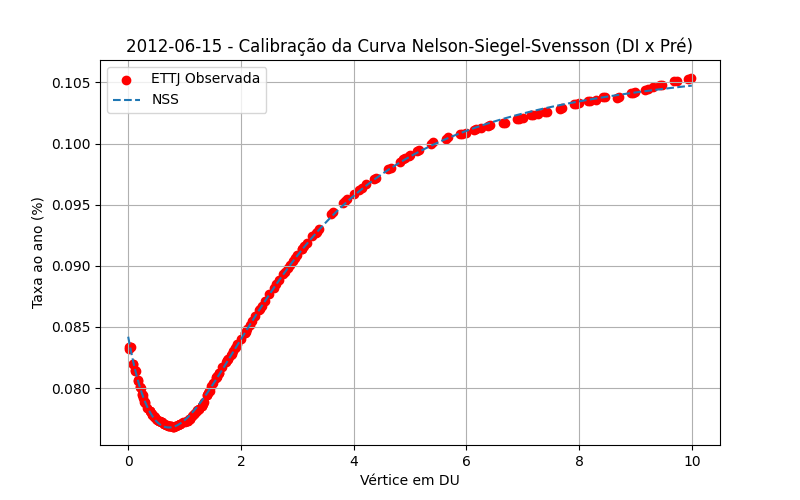 2012-06-15 - Calibração da Curva Nelson-Siegel-Svensson (DI x Pré)
ETTJ Observada
NSS
Taxa ao ano (%)
0.105
0.100
0.095
0.090
0.085
0.080
0
2
4
6
8
10
Vértice em DU